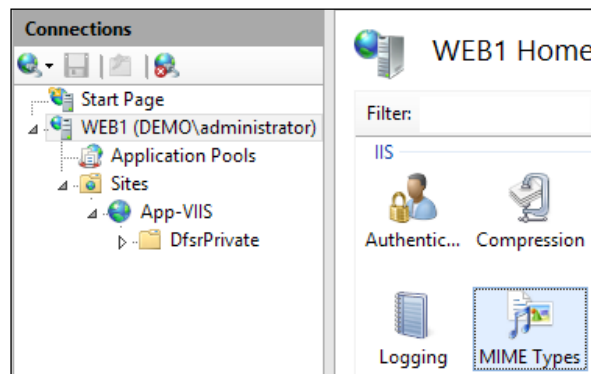 Connections
Start Page
WEB1 (DEMO\administrator)
Application Pools
Sites
App-VIIS
DfsrPrivate
WEB1 Home
Filter:
IIS
Authentic... Compression
Logging MIME Types